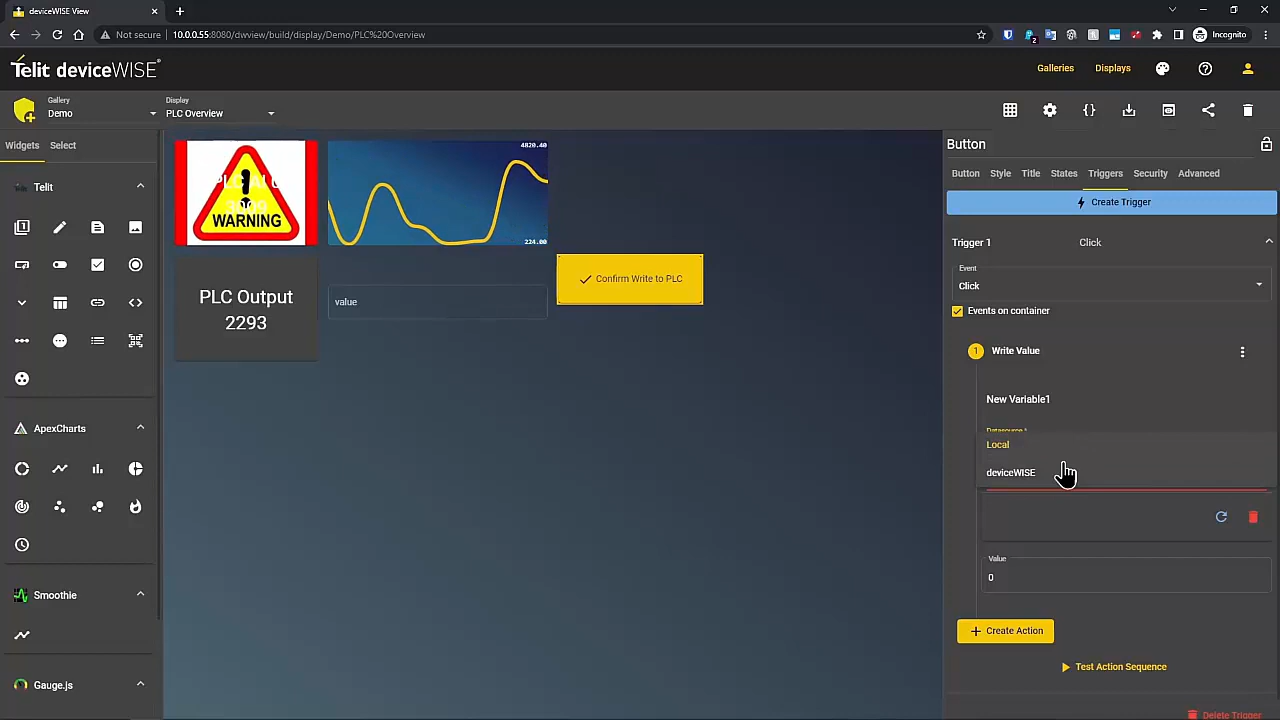 deviceWISE View
Not secure
10.0.0.55:8080/dwview/build/display/Demo/PLC%20Overview
2
Incognito
Telit deviceWISE®
Galleries
Displays
Gallery
Demo
Display
PLC Overview
Widgets
Select
Telit
ApexCharts
Smoothie
Gauge.js
WARNING
4820.40
224.00
PLC Output
2293
value
Confirm Write to PLC
Button
Button
Style
Title
States
Triggers
Security
Advanced
Create Trigger
Trigger 1
Click
Event
Click
Events on container
1
Write Value
New Variable1
Datasource *
Local
deviceWISE
Value
0
Create Action
Test Action Sequence
Delete Trigger